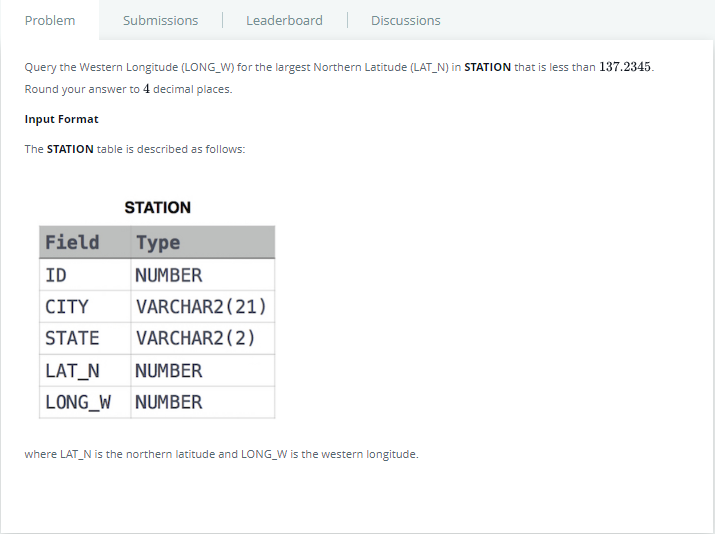 Problem Submissions Leaderboard Discussions
Query the Western Longitude (LONG_W) for the largest Northern Latitude (LAT_N) in STATION that is less than 137.2345.
Round your answer to 4 decimal places.
Input Format
The STATION table is described as follows:
STATION
Field Type
ID NUMBER
CITY VARCHAR2(21)
STATE VARCHAR2(2)
LAT_N NUMBER
LONG_W NUMBER
where LAT_N is the northern latitude and LONG_W is the western longitude.